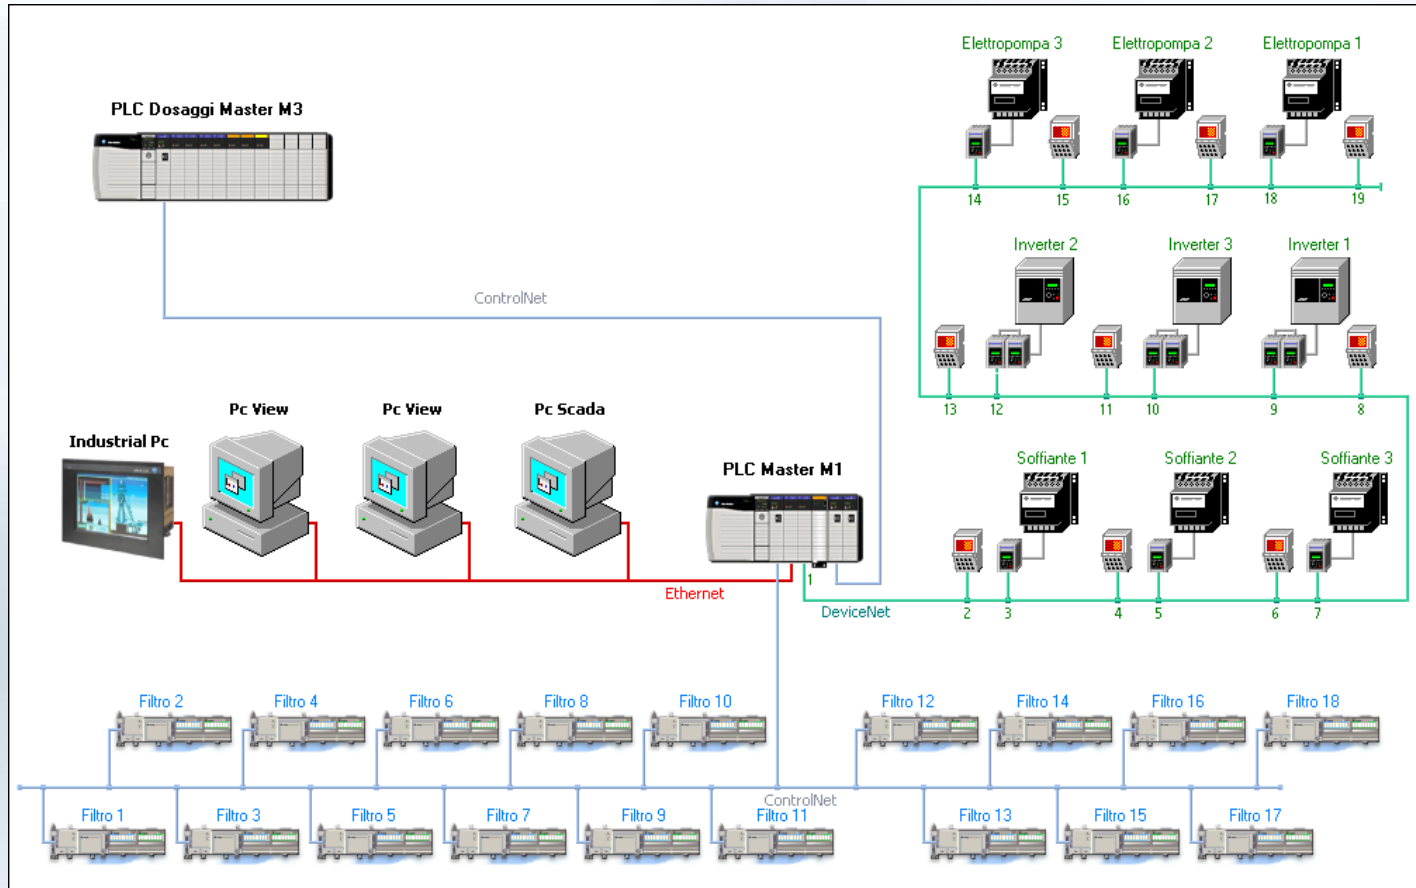 Elettropompa 3 Elettropompa 2 Elettropompa 1
PLC Dosaggi Master M3
14 15 16 17 18 19
Inverter 2 Inverter 3 Inverter 1
ControlNet
13 12 11 10 9 8
Pc View Pc View Pc Scada
Industrial Pc
Soffiante 1 Soffiante 2 Soffiante 3
PLC Master M1
1
Ethernet
DeviceNet
2 3 4 5 6 7
Filtro 2 Filtro 4 Filtro 6 Filtro 8 Filtro 10 Filtro 12 Filtro 14 Filtro 16 Filtro 18
ControlNet
Filtro 1 Filtro 3 Filtro 5 Filtro 7 Filtro 9 Filtro 11 Filtro 13 Filtro 15 Filtro 17